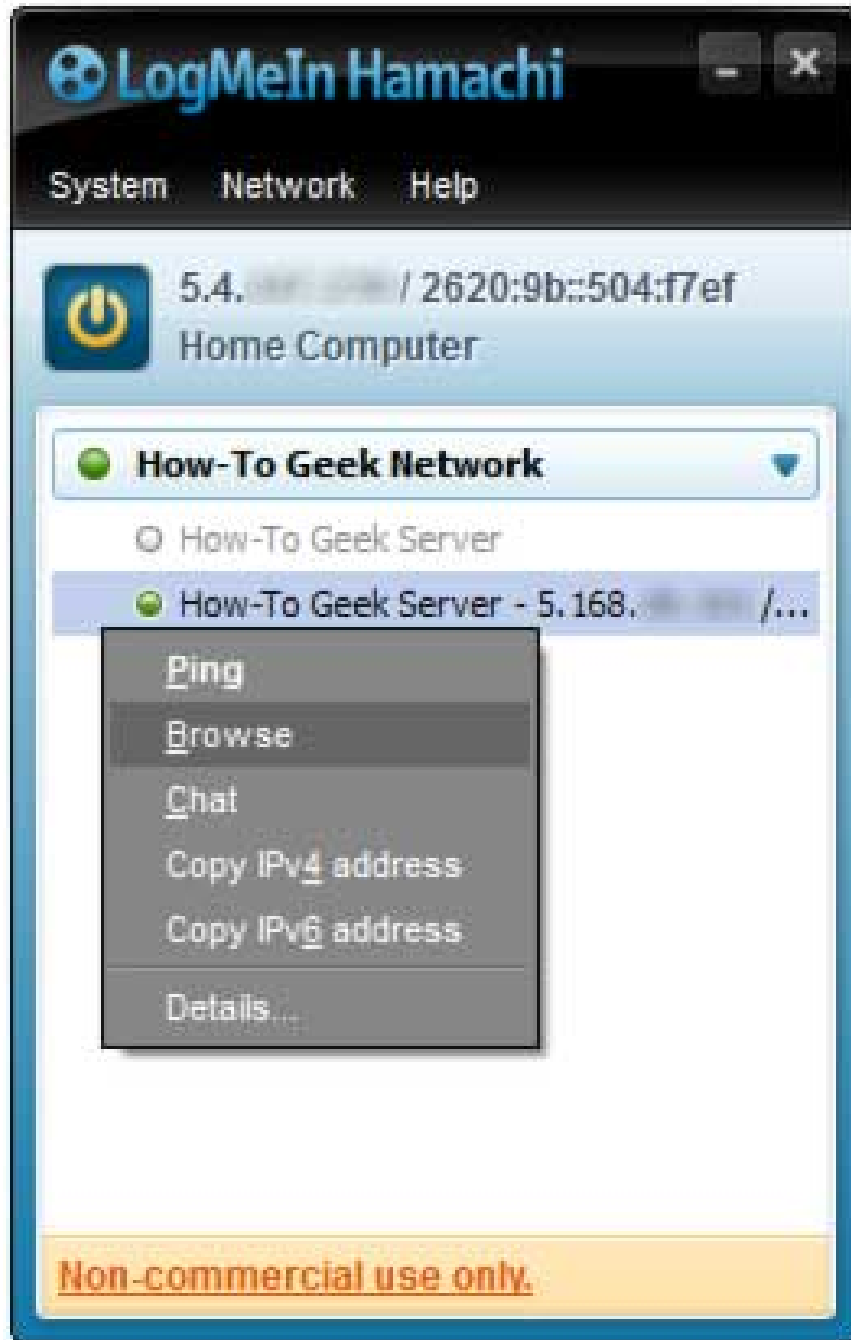 LogMeIn Hamachi
System Network Help
5.4. / 2620:9b::504:f7ef
Home Computer
How-To Geek Network
How-To Geek Server
How-To Geek Server - 5.168. /...
Ping
Browse
Chat
Copy IPv4 address
Copy IPv6 address
Details...
Non-commercial use only.